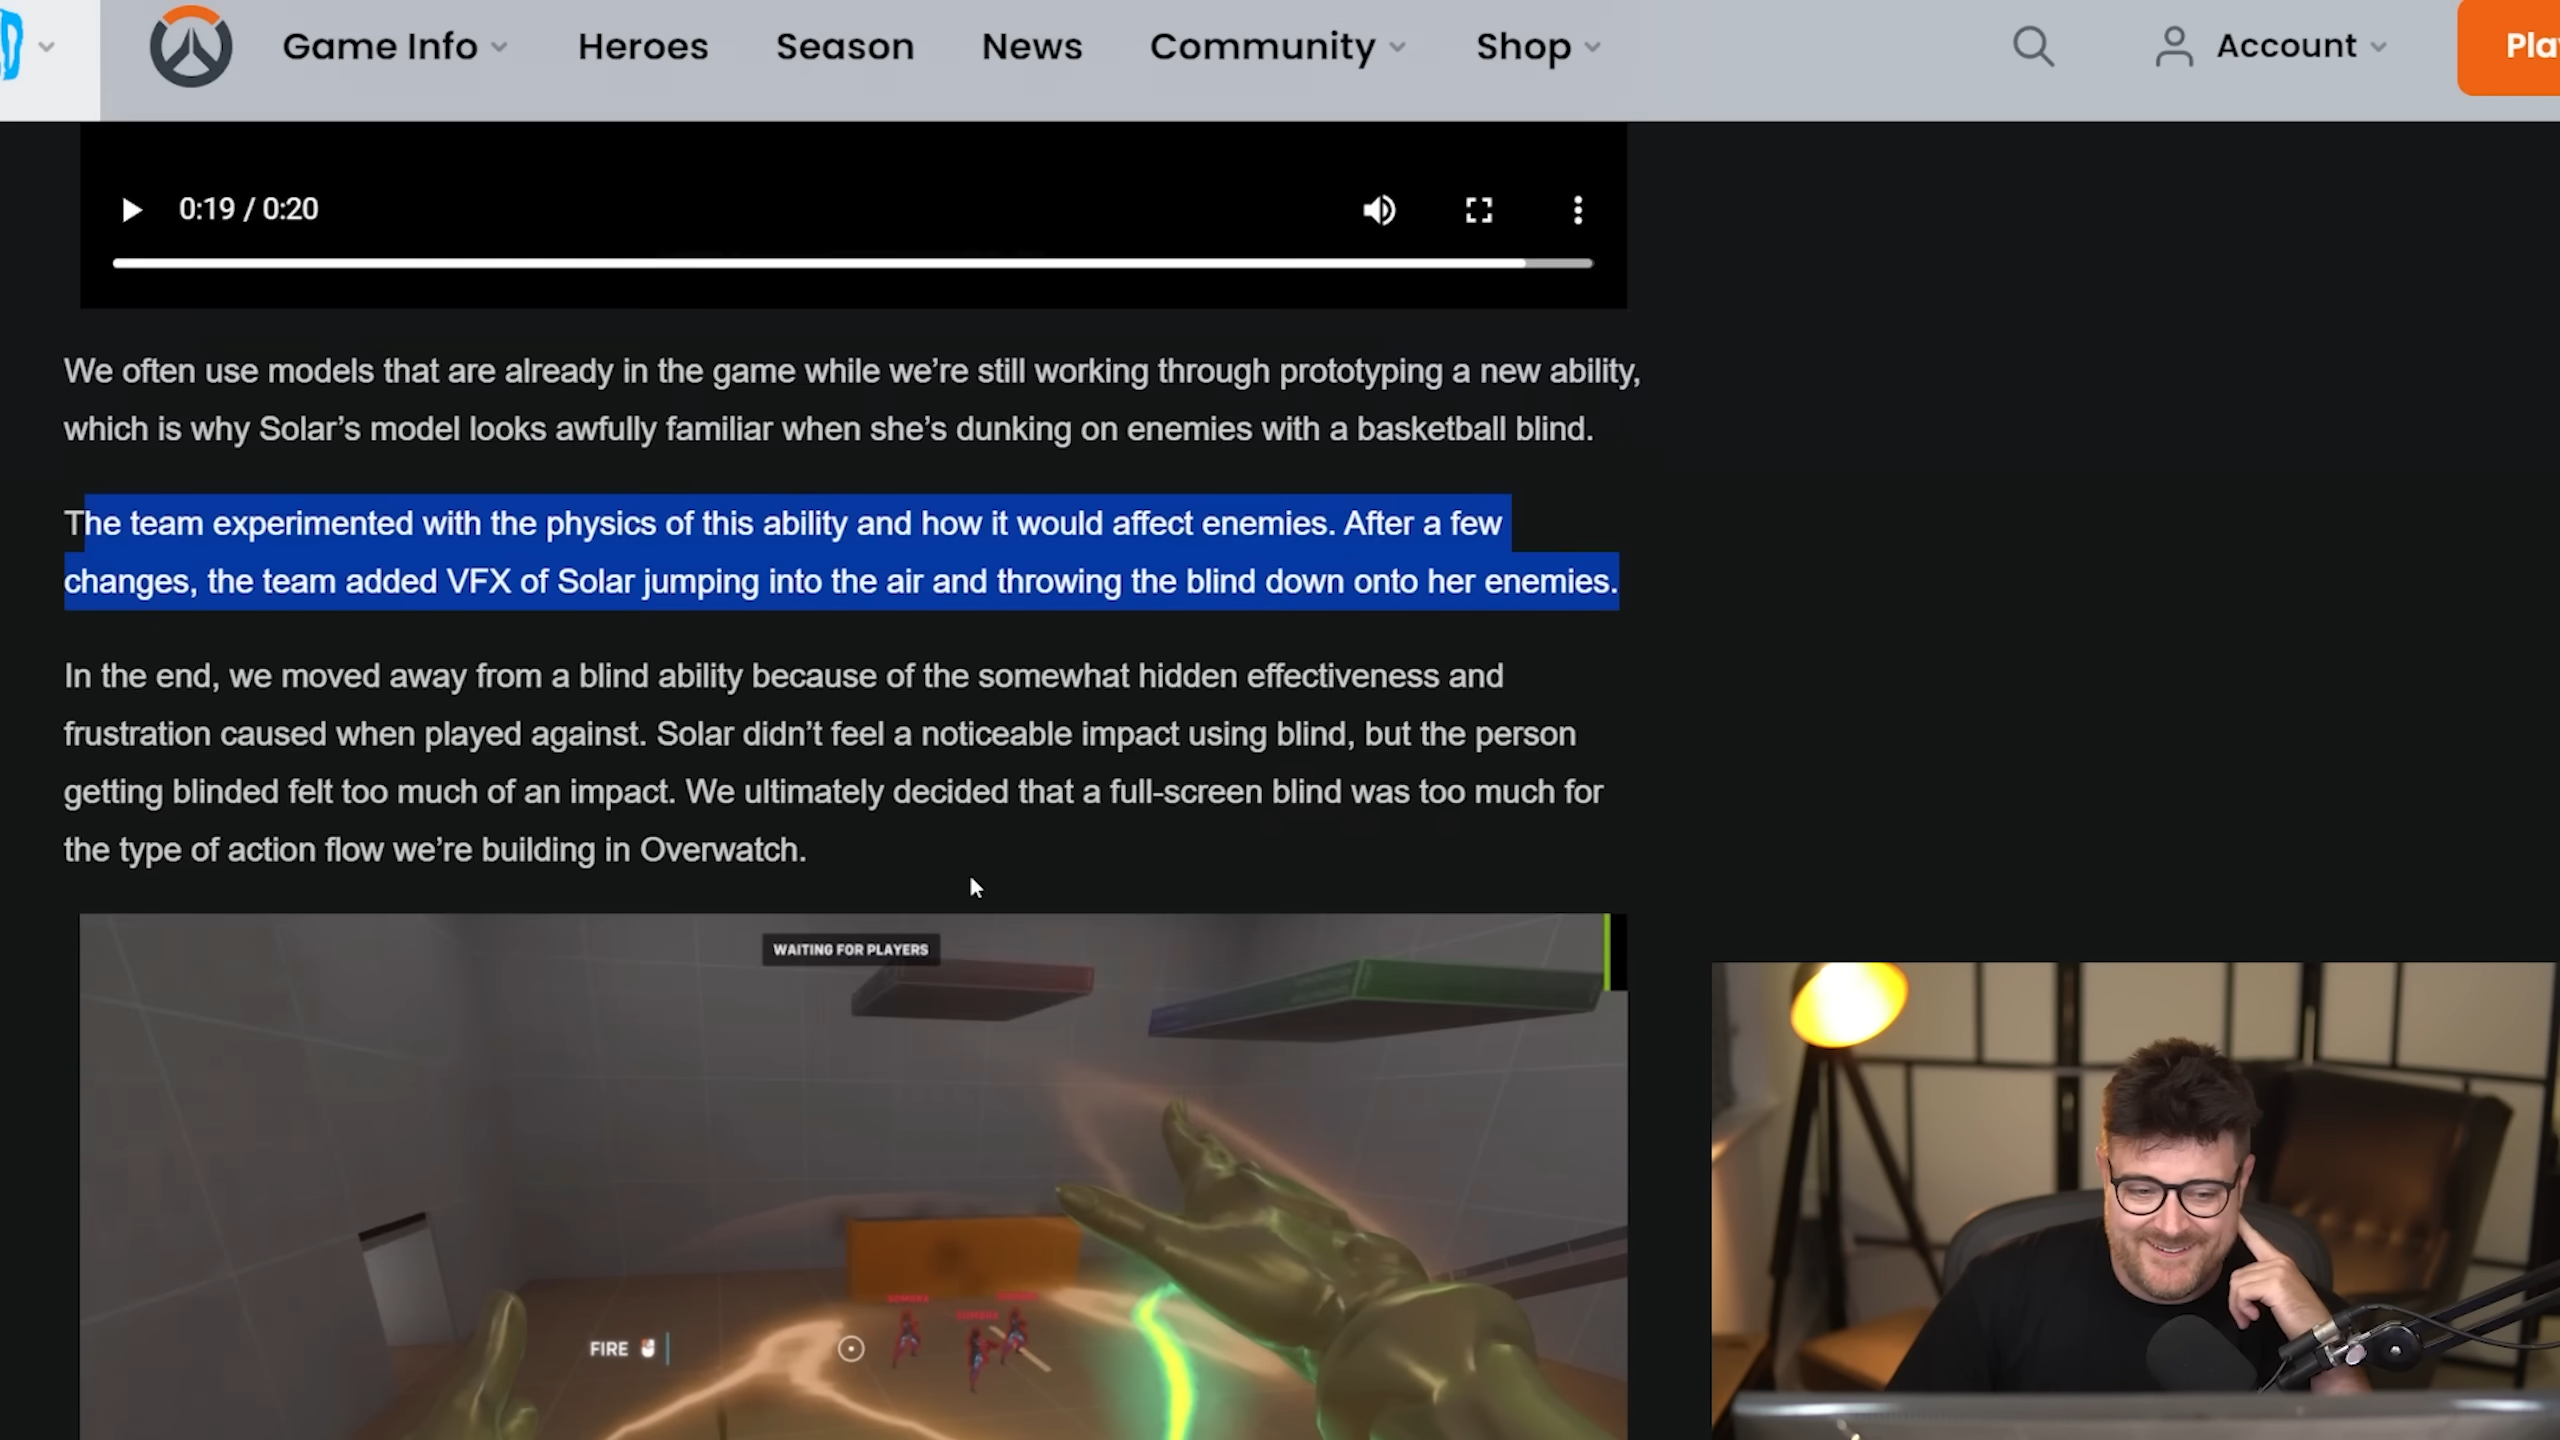 Game Info
Heroes
Season
News
Community
Shop
Account
0:19 / 0:20
We often use models that are already in the game while we’re still working through prototyping a new ability,
which is why Solar’s model looks awfully familiar when she’s dunking on enemies with a basketball blind.
The team experimented with the physics of this ability and how it would affect enemies. After a few
changes, the team added VFX of Solar jumping into the air and throwing the blind down onto her enemies.
In the end, we moved away from a blind ability because of the somewhat hidden effectiveness and
frustration caused when played against. Solar didn’t feel a noticeable impact using blind, but the person
getting blinded felt too much of an impact. We ultimately decided that a full-screen blind was too much for
the type of action flow we’re building in Overwatch.
WAITING FOR PLAYERS
SOMBRA
SOMBRA
FIRE